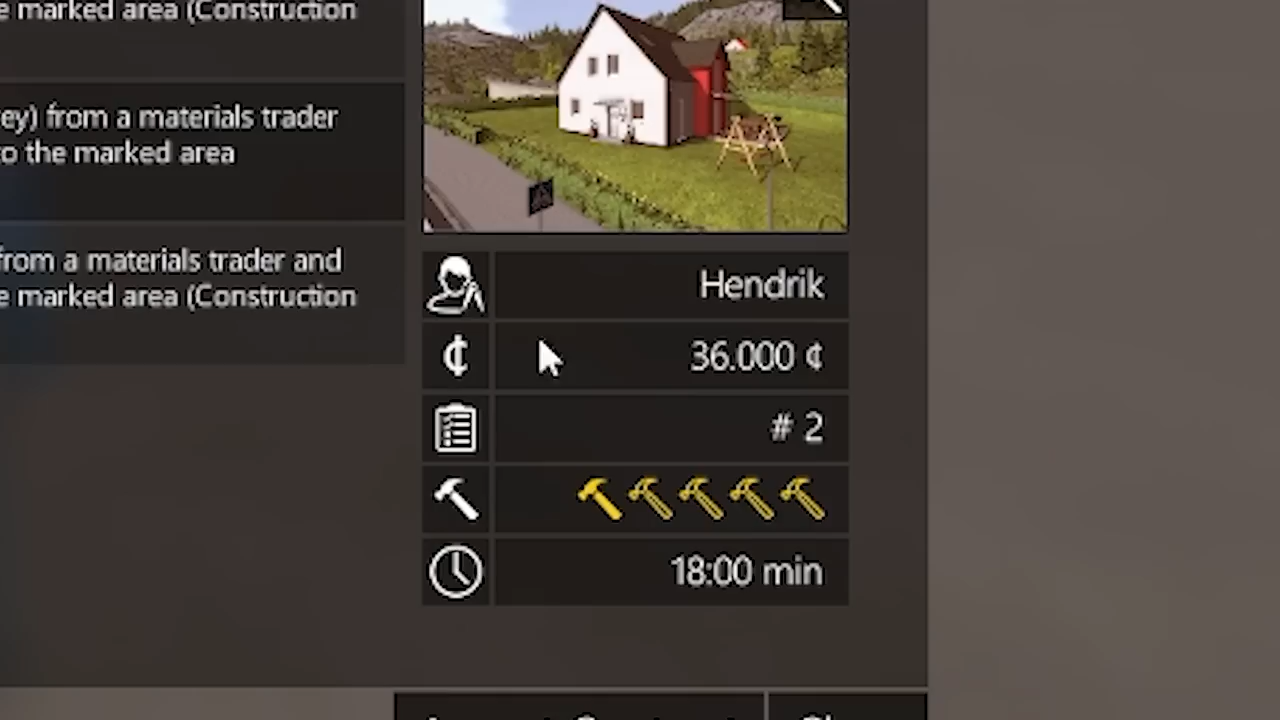 e marked area (Construction
ey) from a materials trader
o the marked area
from a materials trader and
e marked area (Construction
Hendrik
36.000 ¢
# 2
18:00 min